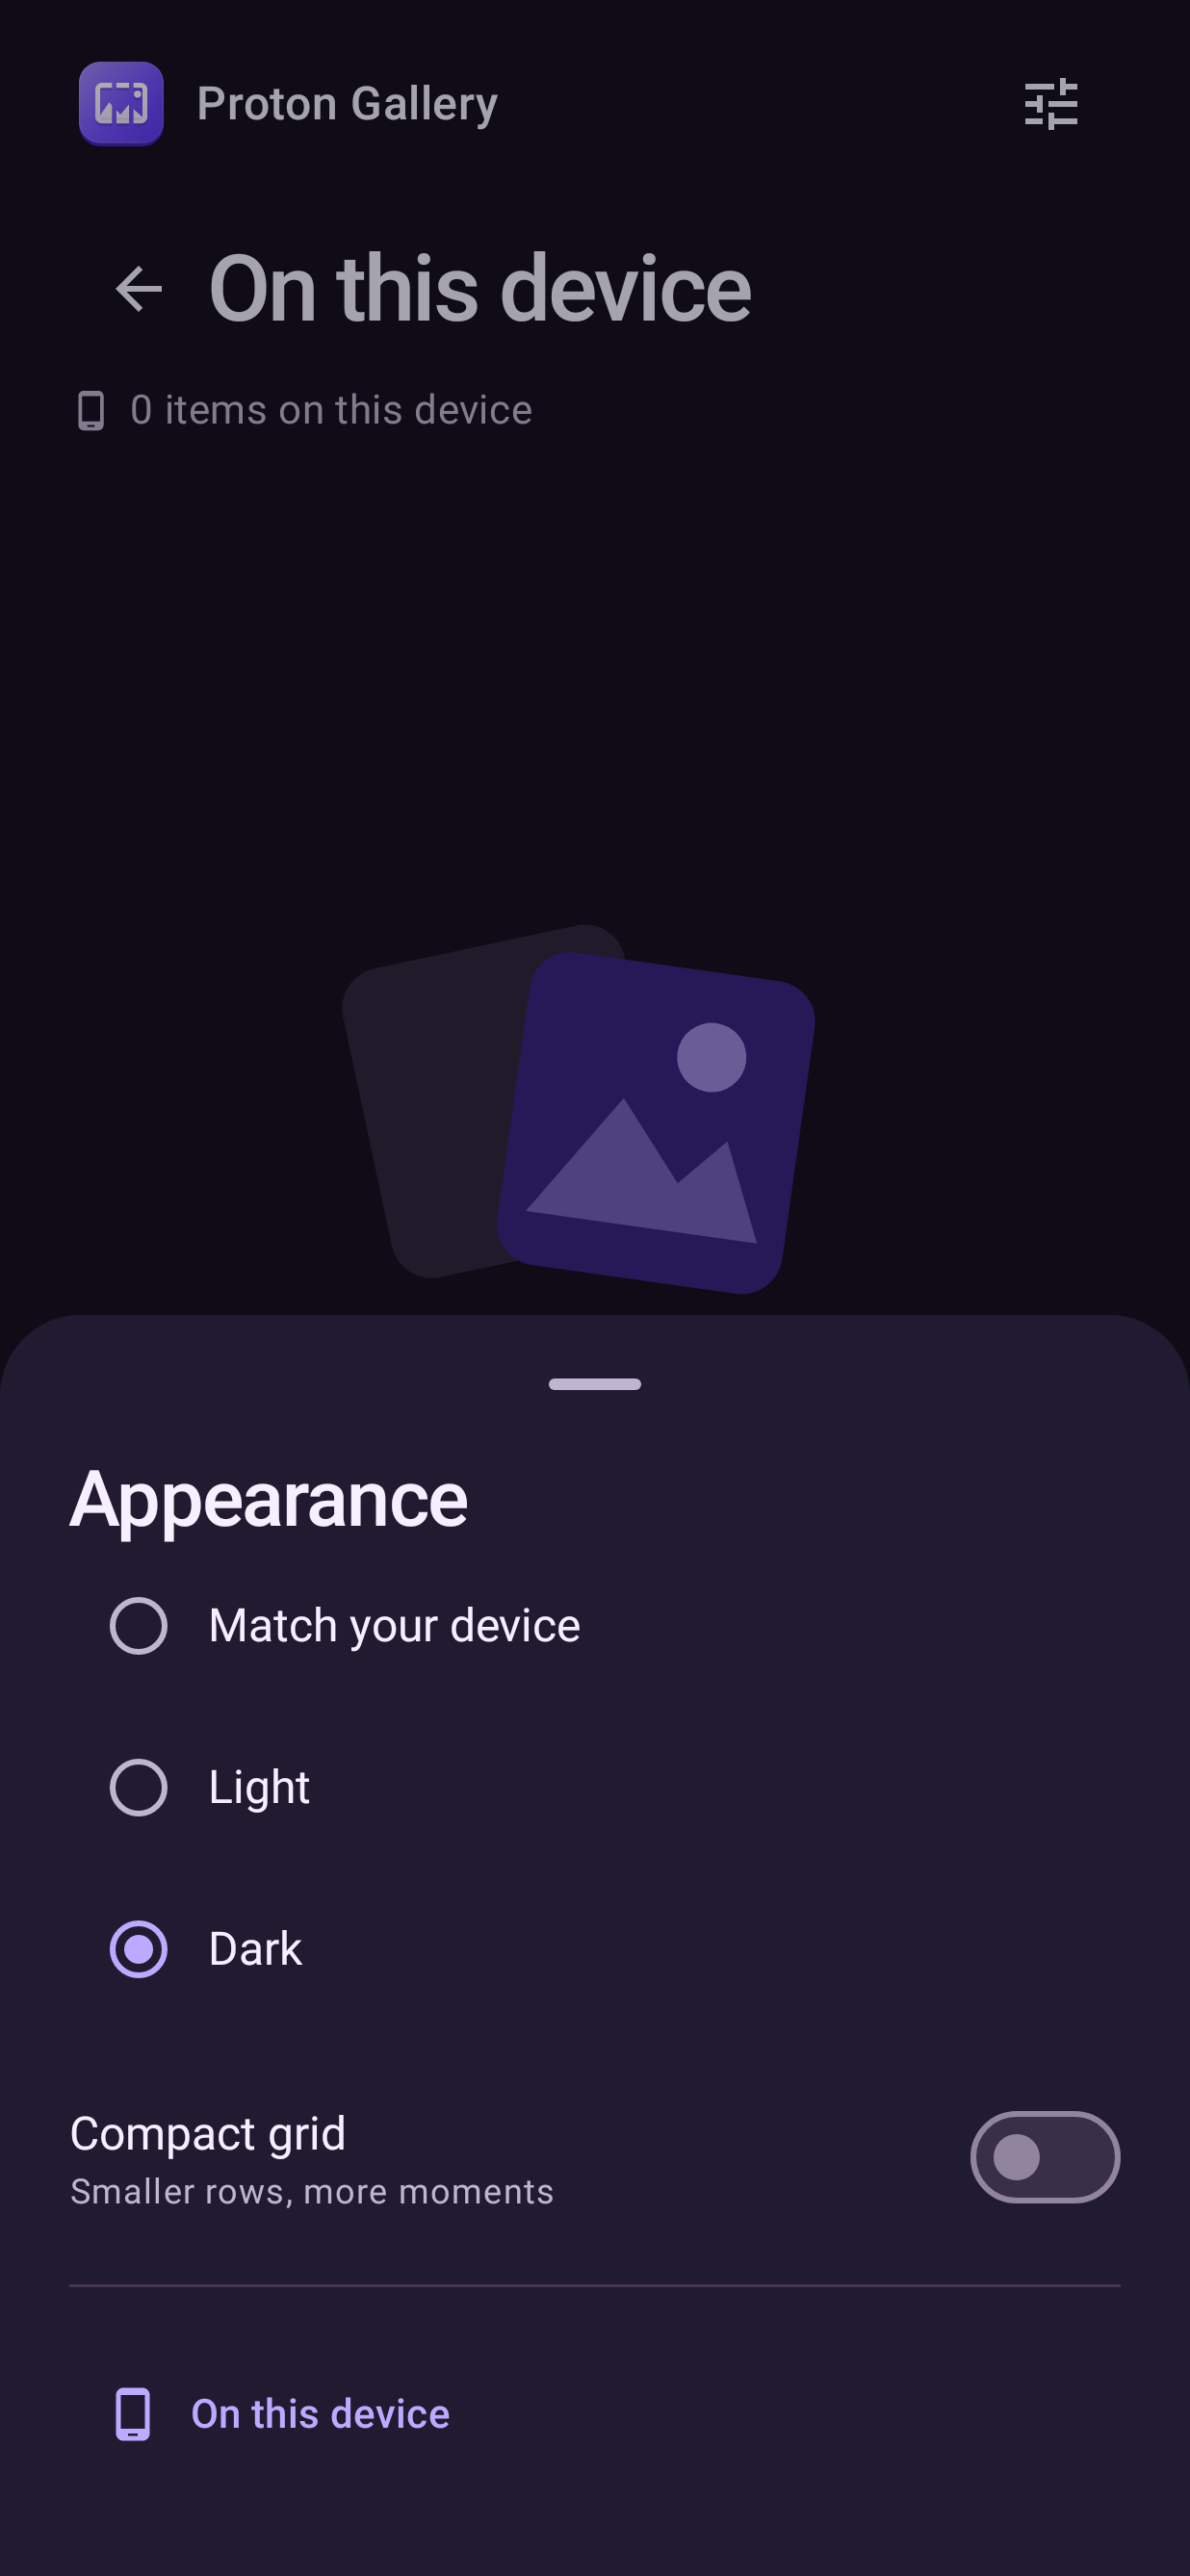 Proton Gallery
On this device
0 items on this device
Appearance
Match your device
Light
Dark
Compact grid
Smaller rows, more moments
On this device